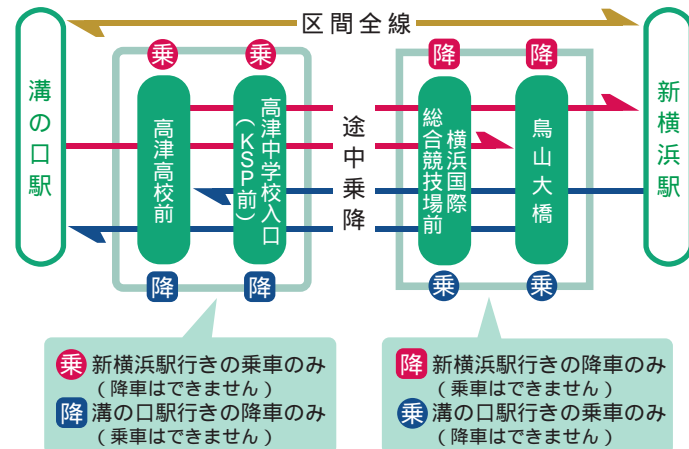 区間全線
乗 乗 降 降
溝の口駅
高津高校前
高津中学校入口
(KSP前)
途中乗降
横浜国際
総合競技場前
鳥山大橋
新横浜駅
降 降 乗 乗
乗 新横浜駅行きの乗車のみ
(降車はできません)
降 溝の口駅行きの降車のみ
(乗車はできません)
降 新横浜駅行きの降車のみ
(乗車はできません)
乗 溝の口駅行きの乗車のみ
(降車はできません)